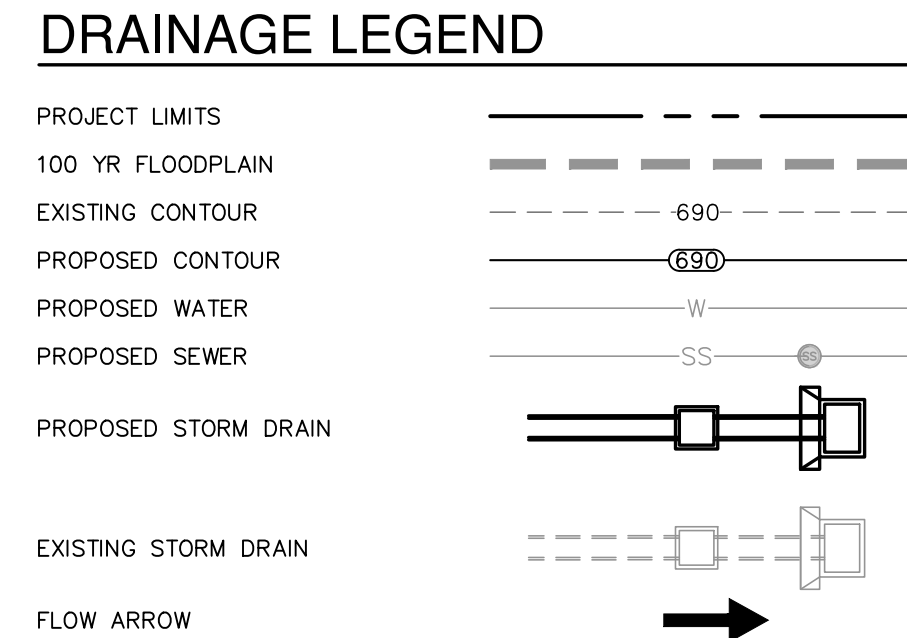 DRAINAGE LEGEND
PROJECT LIMITS
100 YR FLOODPLAIN
EXISTING CONTOUR 690
PROPOSED CONTOUR 690
PROPOSED WATER W
PROPOSED SEWER SS SS
PROPOSED STORM DRAIN
EXISTING STORM DRAIN
FLOW ARROW